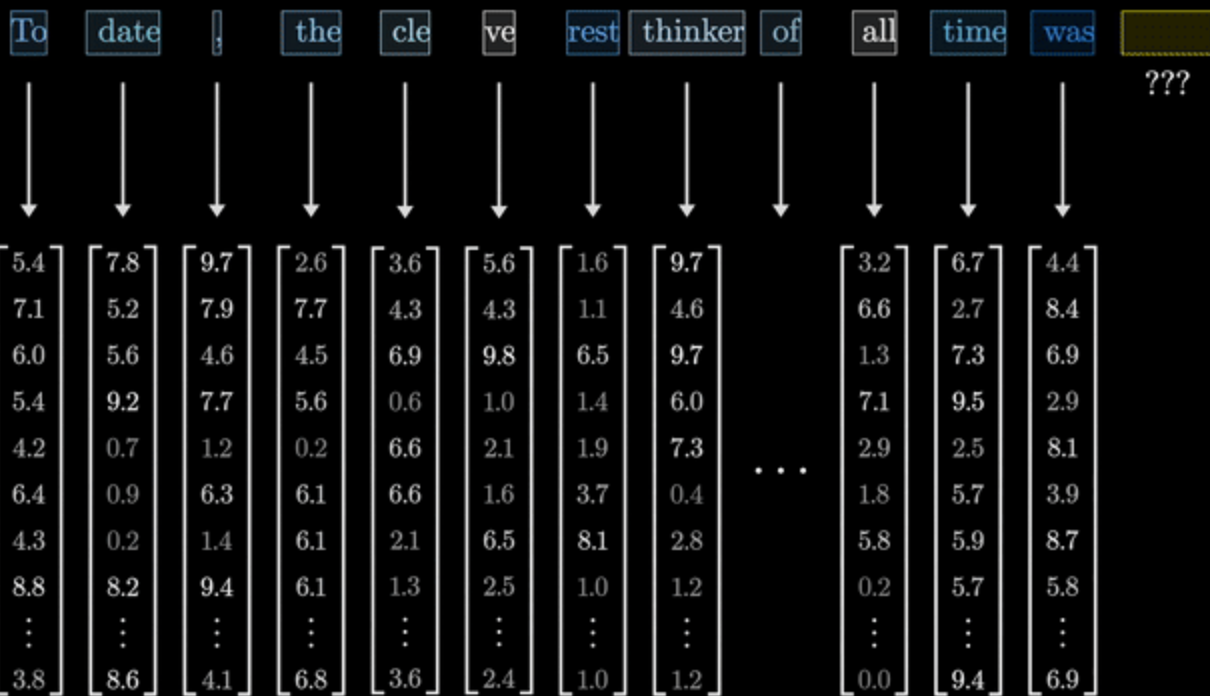 To date , the cle ve rest thinker of all time was
???
5.4 7.8 9.7 2.6 3.6 5.6 1.6 9.7 3.2 6.7 4.4
7.1 5.2 7.9 7.7 4.3 4.3 1.1 4.6 6.6 2.7 8.4
6.0 5.6 4.6 4.5 6.9 9.8 6.5 9.7 1.3 7.3 6.9
5.4 9.2 7.7 5.6 0.6 1.0 1.4 6.0 7.1 9.5 2.9
4.2 0.7 1.2 0.2 6.6 2.1 1.9 7.3 ... 2.9 2.5 8.1
6.4 0.9 6.3 6.1 6.6 1.6 3.7 0.4 1.8 5.7 3.9
4.3 0.2 1.4 6.1 2.1 6.5 8.1 2.8 5.8 5.9 8.7
8.8 8.2 9.4 6.1 1.3 2.5 1.0 1.2 0.2 5.7 5.8
⋮ ⋮ ⋮ ⋮ ⋮ ⋮ ⋮ ⋮ ⋮ ⋮ ⋮
3.8 8.6 4.1 6.8 3.6 2.4 1.0 1.2 0.0 9.4 6.9